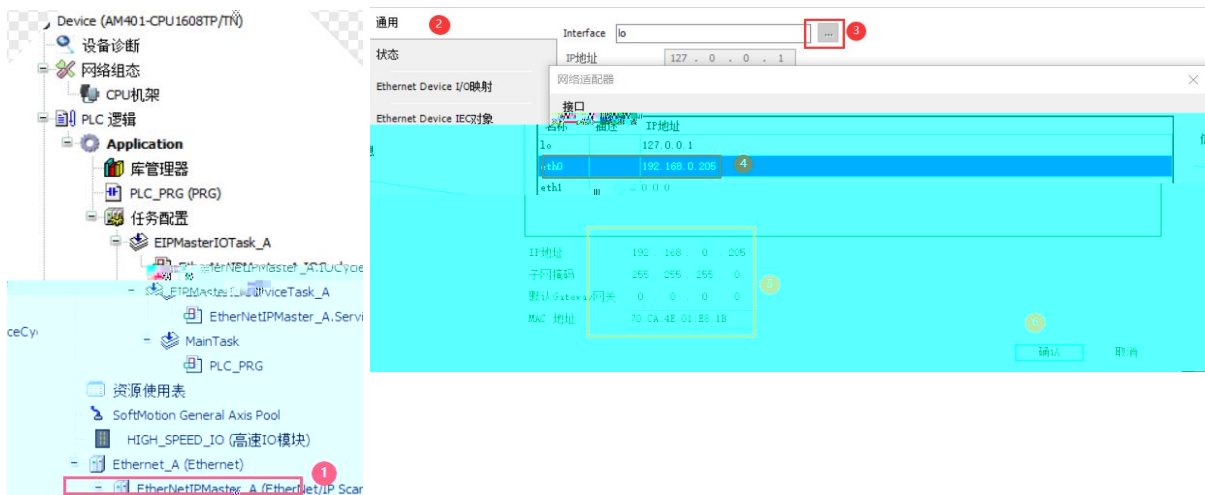 Device (AM401-CPU1608TP/TN)
设备诊断
网络组态
CPU机架
PLC 逻辑
Application
库管理器
PLC_PRG (PRG)
任务配置
EIPMasterIOTask_A
EtherNetIPMaster_A.IOCycle
EIPMasterServiceTask_A
EtherNetIPMaster_A.Servi
ceCy
MainTask
PLC_PRG
资源使用表
SoftMotion General Axis Pool
HIGH_SPEED_IO (高速IO模块)
Ethernet_A (Ethernet)
1
EtherNetIPMaster_A (EtherNet/IP Scan
通用
2
Interface
lo
...
3
状态
IP地址
127 . 0 . 0 . 1
网络适配器
Ethernet Device I/O映射
接口
Ethernet Device IEC对象
名称 描述 IP地址
lo 127.0.0.1
eth0 192.168.0.205
4
eth1
IP地址 192 . 168 . 0 . 205
子网掩码 255 . 255 . 255 . 0
默认Gateway网关 0 . 0 . 0 . 0
5
MAC 地址 70:CA:4E:01:E8:1B
6
确认 取消